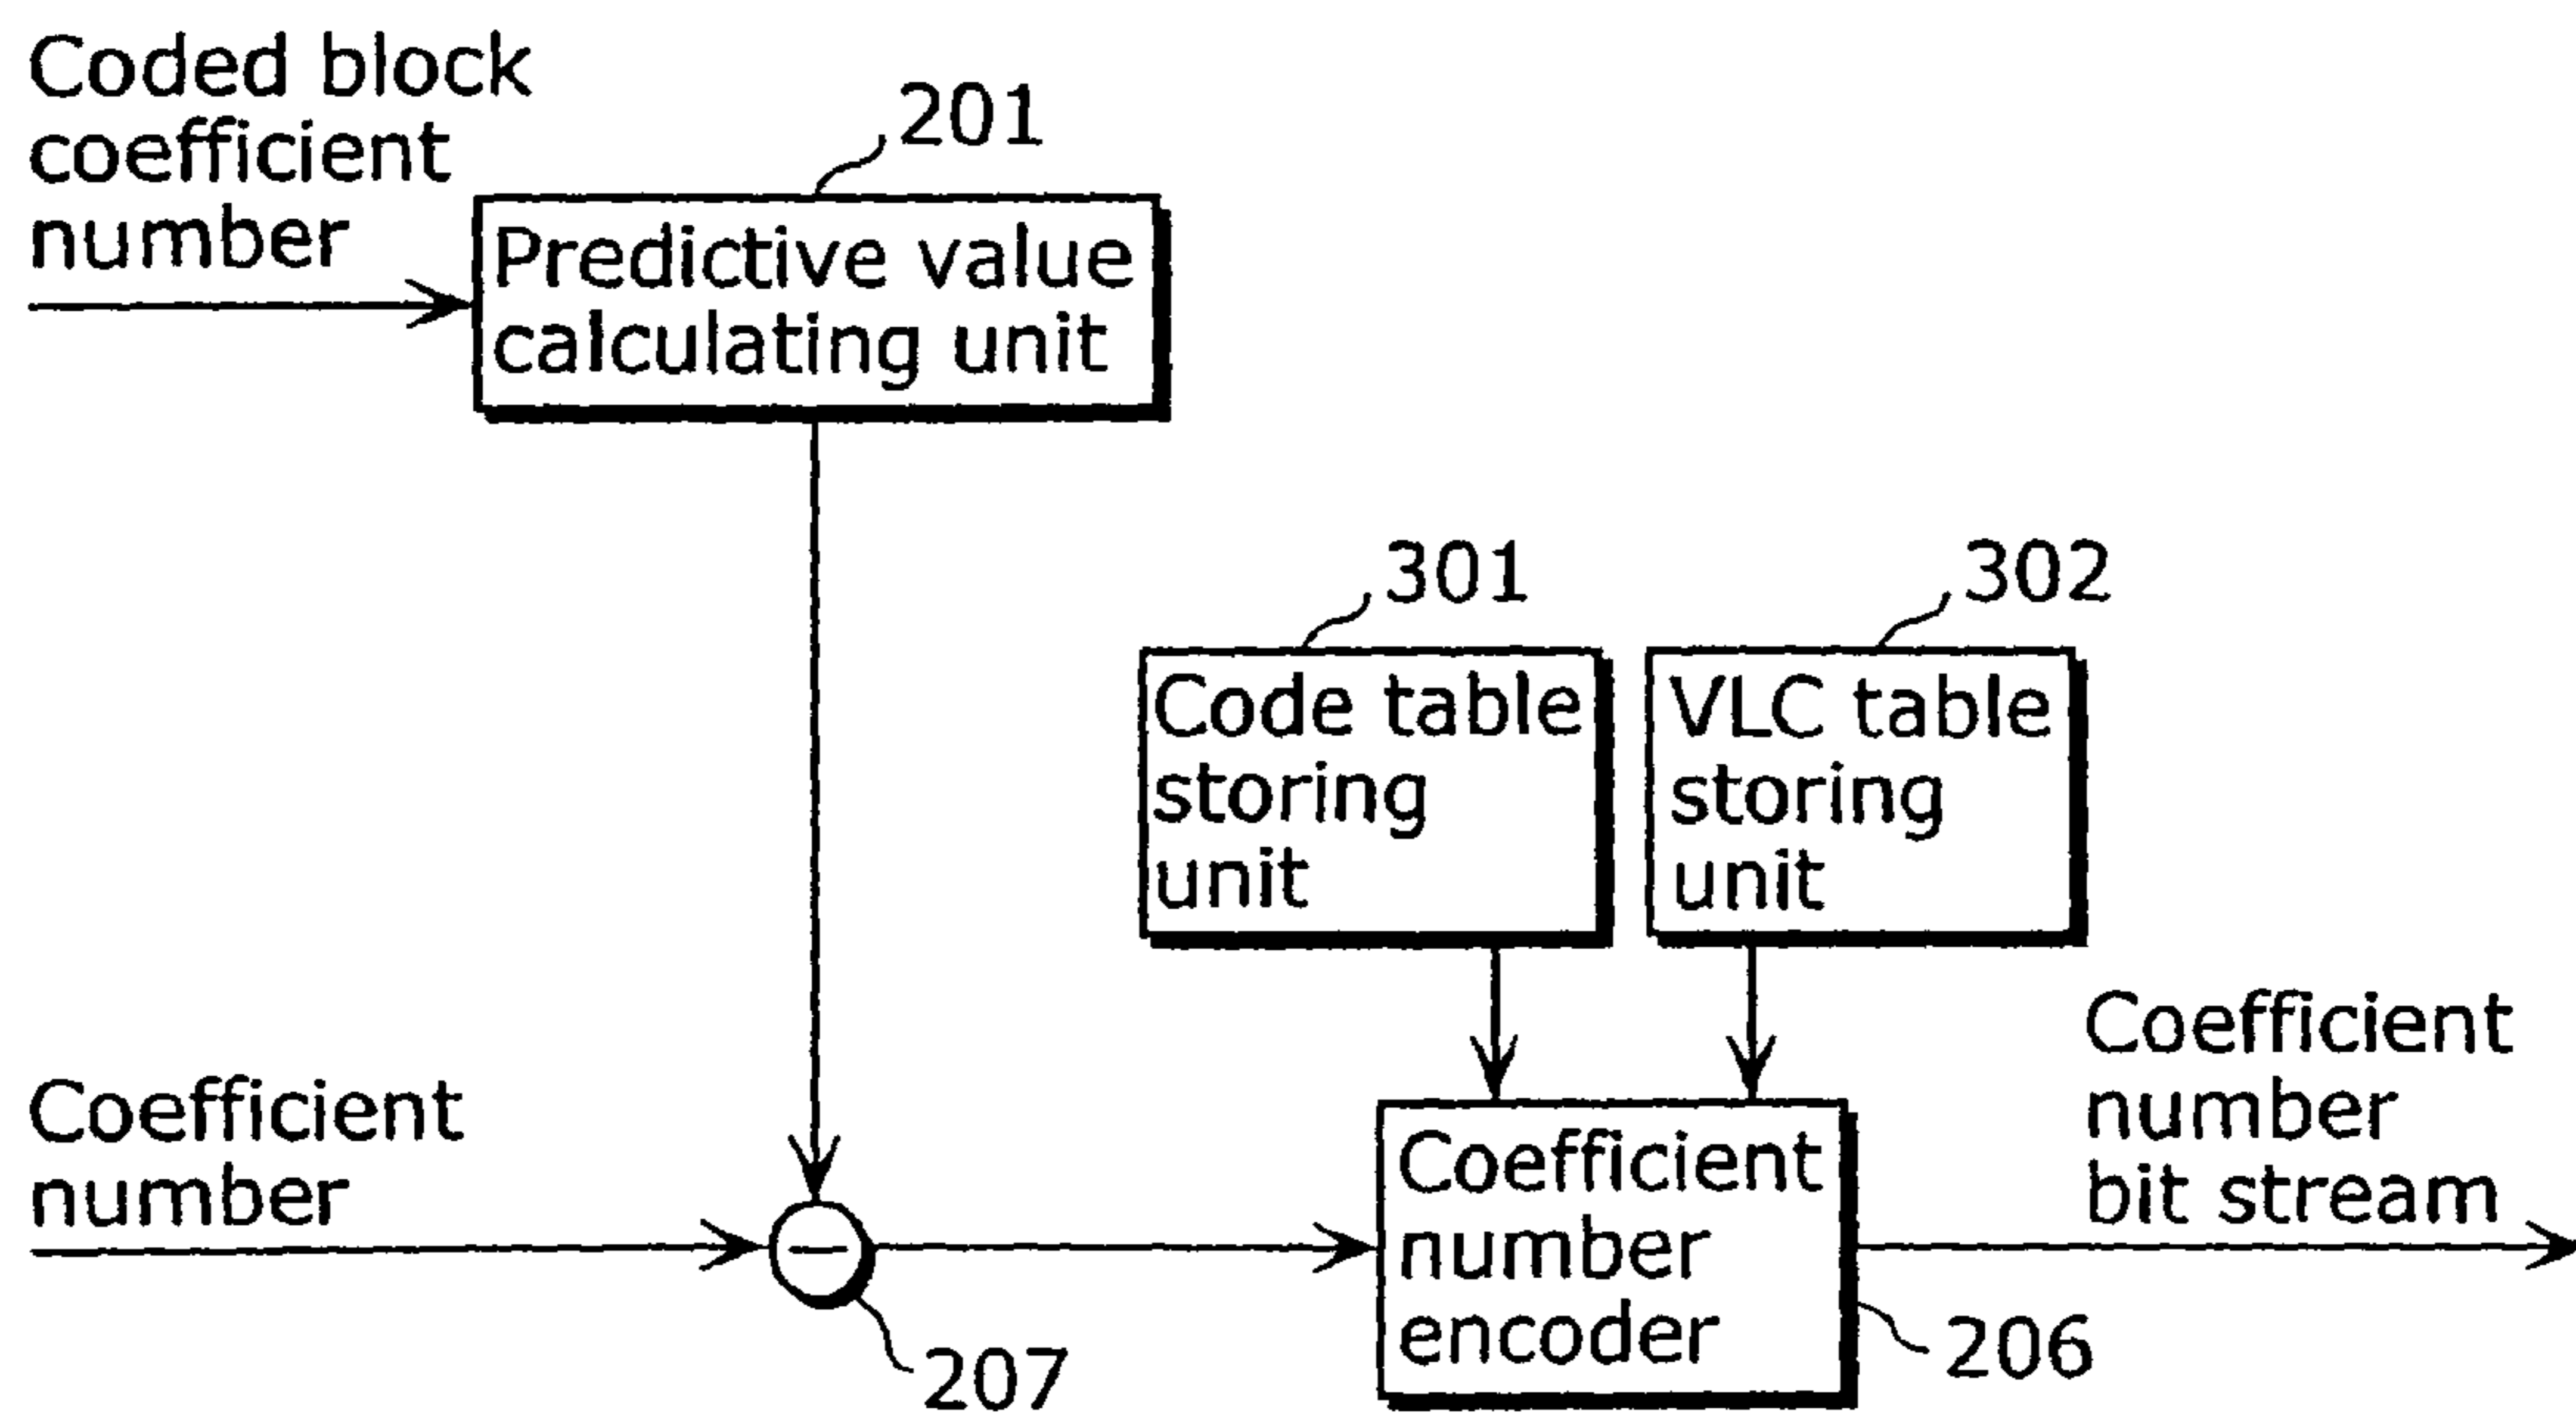 Coded block
coefficient
number
201
Predictive value
calculating unit
301
302
Code table
storing
unit
VLC table
storing
unit
Coefficient
number
207
Coefficient
number
encoder
206
Coefficient
number
bit stream